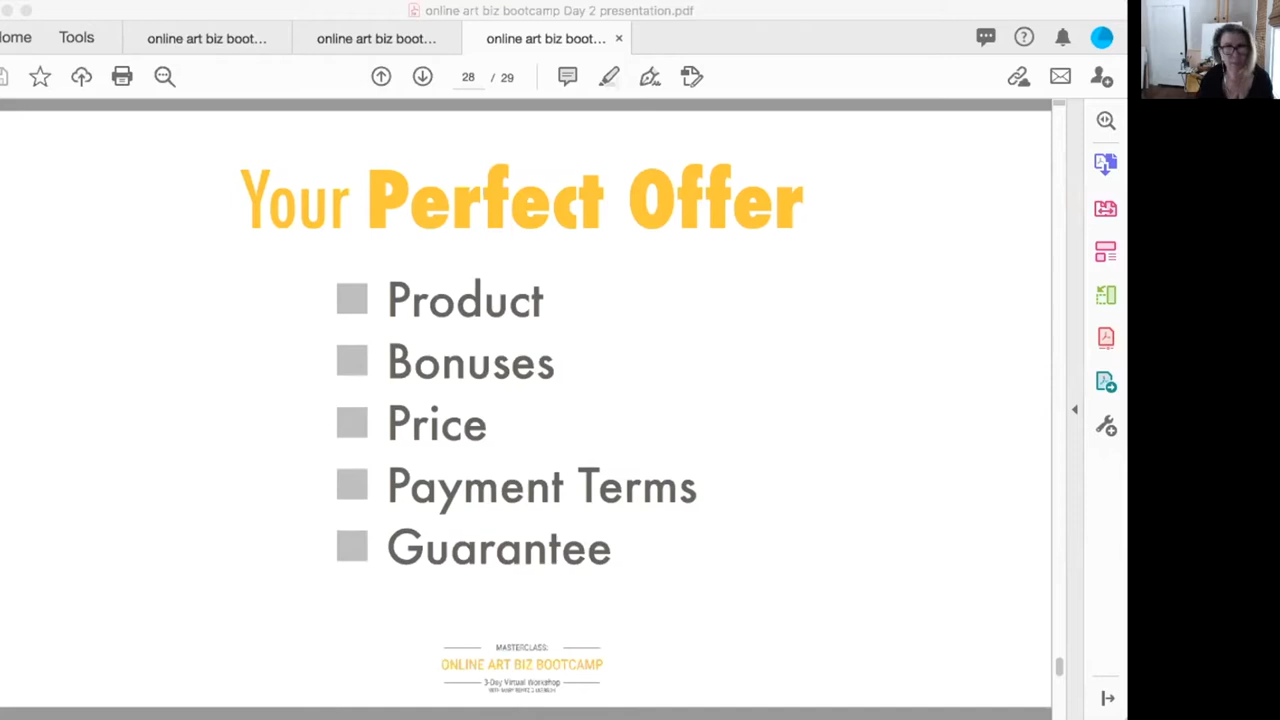 online art biz bootcamp Day 2 presentation.pdf
ome
Tools
online art biz boot...
online art biz boot...
online art biz boot... ×
28 / 29
Your Perfect Offer
Product
Bonuses
Price
Payment Terms
Guarantee
MASTERCLASS:
ONLINE ART BIZ BOOTCAMP
3-Day Virtual Workshop